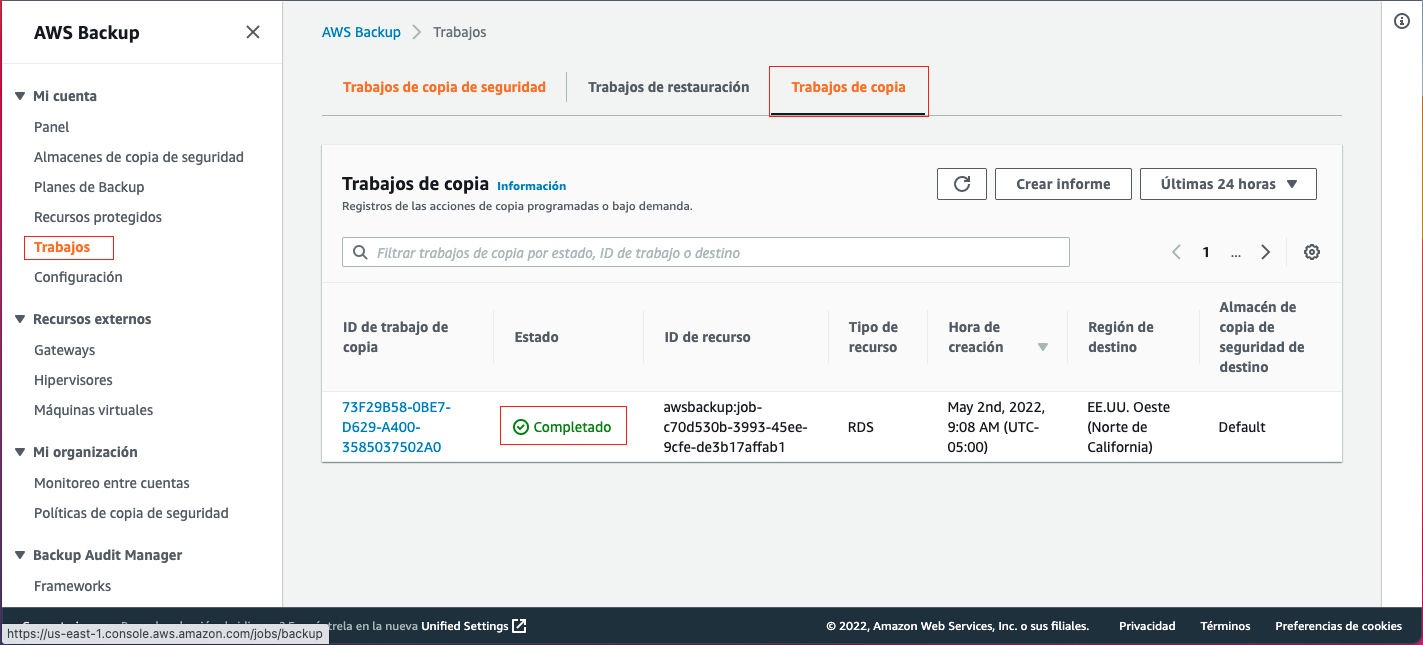 AWS Backup
Mi cuenta
Panel
Almacenes de copia de seguridad
Planes de Backup
Recursos protegidos
Trabajos
Configuración
Recursos externos
Gateways
Hipervisores
Máquinas virtuales
Mi organización
Monitoreo entre cuentas
Políticas de copia de seguridad
Backup Audit Manager
Frameworks
AWS Backup
Trabajos
Trabajos de copia de seguridad
Trabajos de restauración
Trabajos de copia
Trabajos de copia Información
Registros de las acciones de copia programadas o bajo demanda.
Crear informe
Últimas 24 horas
Filtrar trabajos de copia por estado, ID de trabajo o destino
1 ...
ID de trabajo de
copia
Estado
ID de recurso
Tipo de
recurso
Hora de
creación
Región de
destino
Almacén de
copia de
seguridad de
destino
73F29B58-0BE7-
D629-A400-
3585037502A0
Completado
awsbackup:job-
c70d530b-3993-45ee-
9cfe-de3b17affab1
RDS
May 2nd, 2022,
9:08 AM (UTC-
05:00)
EE.UU. Oeste
(Norte de
California)
Default
en la nueva Unified Settings
© 2022, Amazon Web Services, Inc. o sus filiales.
Privacidad
Términos
Preferencias de cookies
https://us-east-1.console.aws.amazon.com/jobs/backup